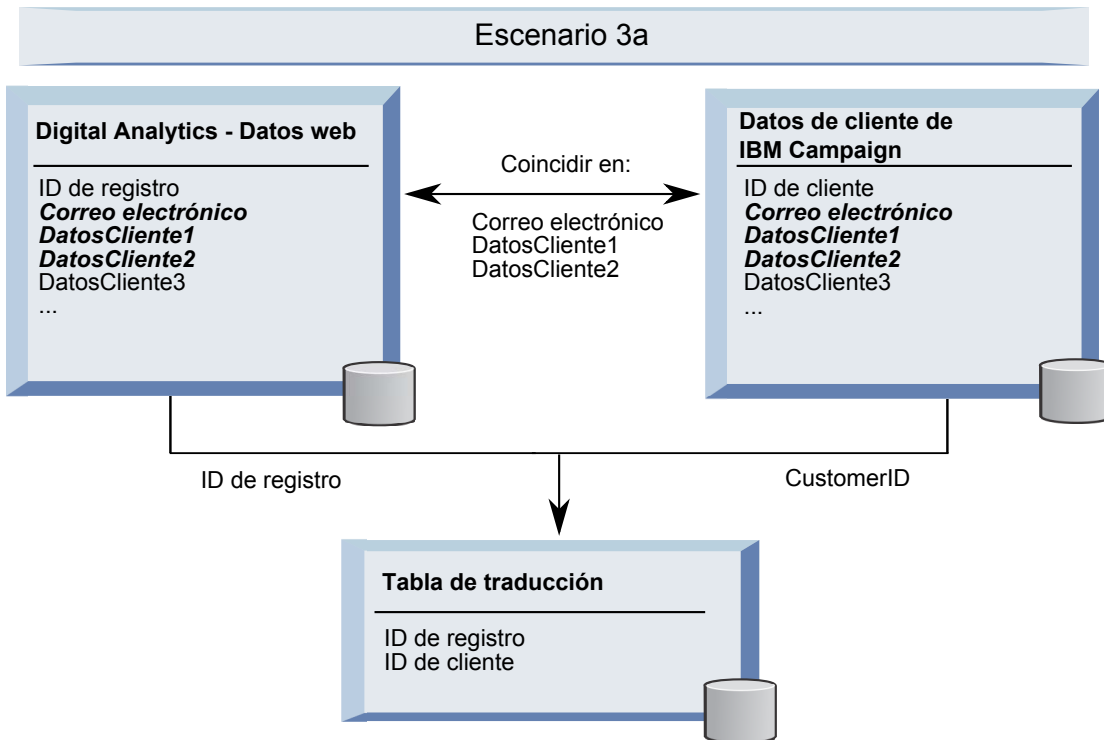 Escenario 3a
Digital Analytics - Datos web
ID de registro
Correo electrónico
DatosCliente1
DatosCliente2
DatosCliente3
...
Coincidir en:
Correo electrónico
DatosCliente1
DatosCliente2
Datos de cliente de
IBM Campaign
ID de cliente
Correo electrónico
DatosCliente1
DatosCliente2
DatosCliente3
...
ID de registro
CustomerID
Tabla de traducción
ID de registro
ID de cliente